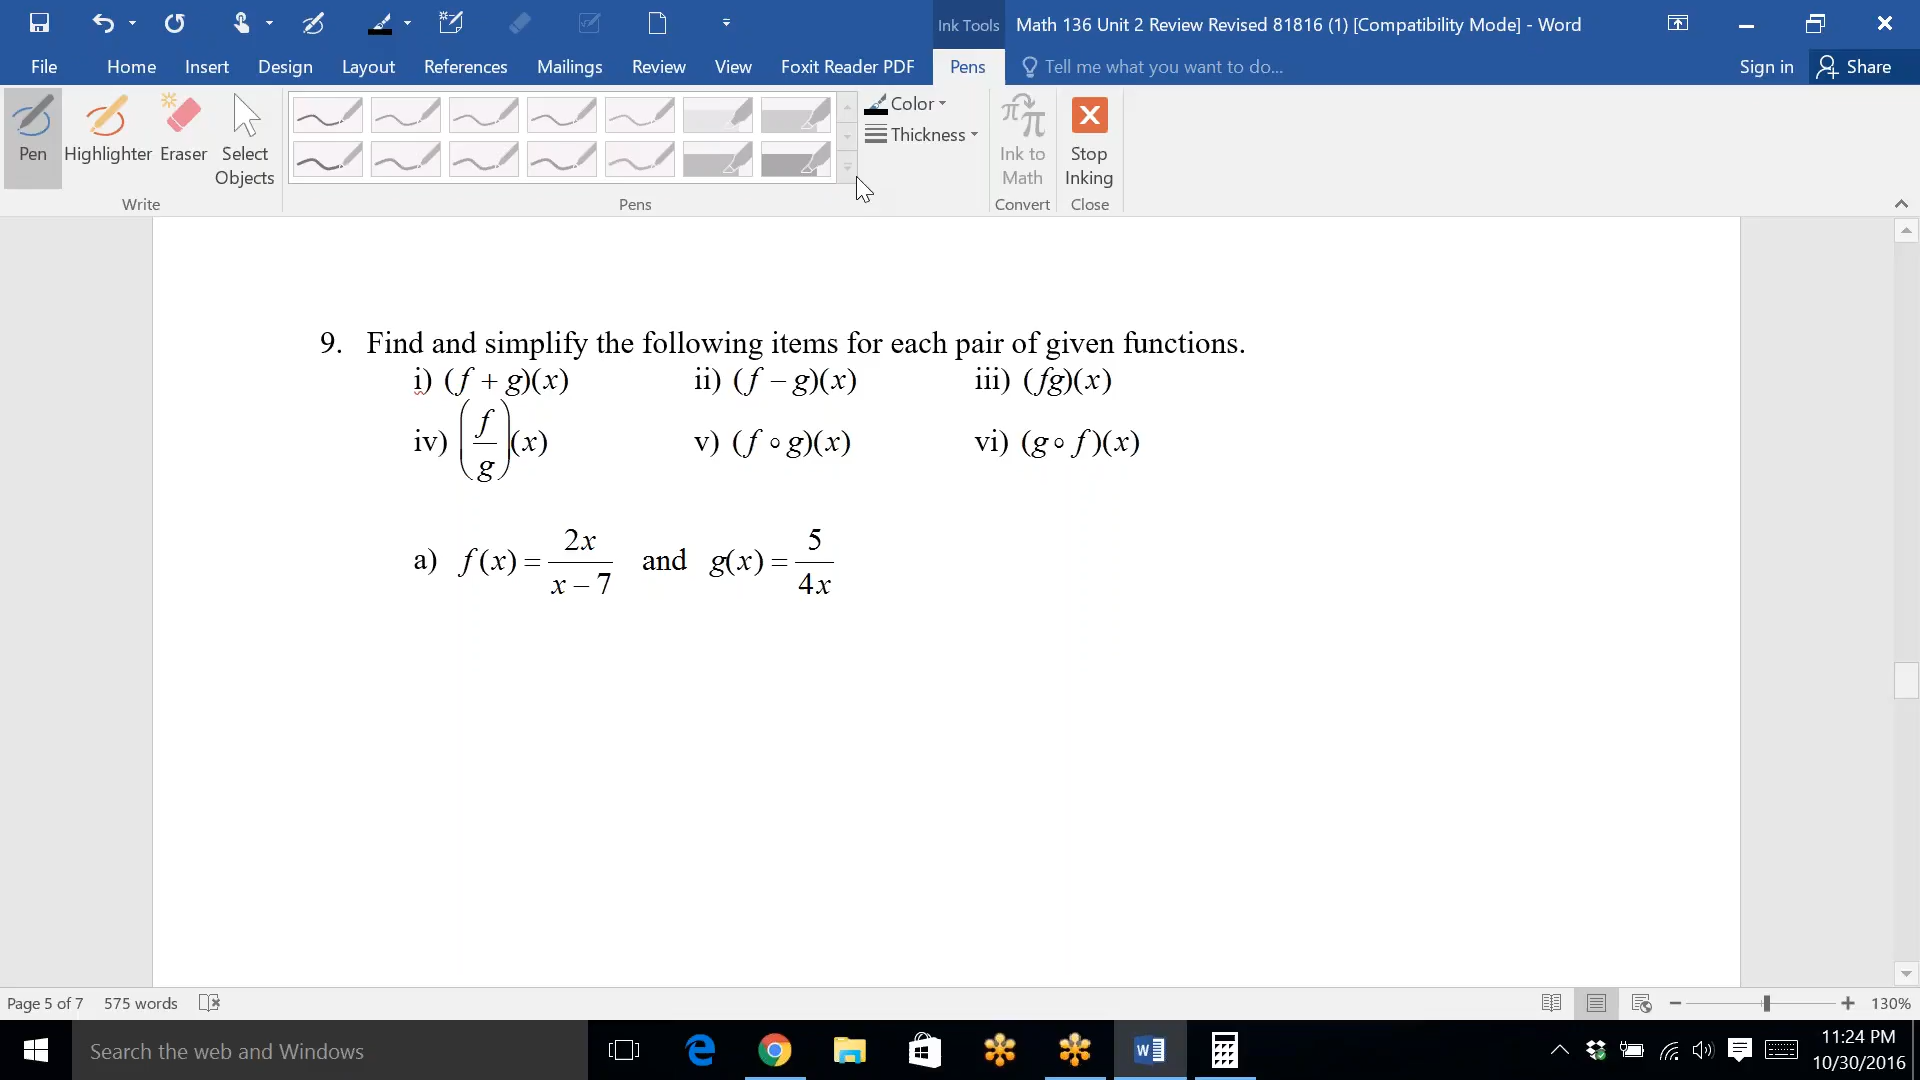 Ink Tools
Math 136 Unit 2 Review Revised 81816 (1) [Compatibility Mode] - Word
File Home Insert Design Layout References Mailings Review View Foxit Reader PDF Pens Tell me what you want to do... Sign in Share
Pen Highlighter Eraser Select Objects
Color
Thickness
Ink to Math
Stop Inking
Write Pens Convert Close
9. Find and simplify the following items for each pair of given functions.
i) (f + g)(x) ii) (f − g)(x) iii) (fg)(x)
iv) (f/g)(x) v) (f ∘ g)(x) vi) (g ∘ f)(x)
a) f(x) = 2x/(x − 7) and g(x) = 5/(4x)
Page 5 of 7 575 words 130%
Search the web and Windows
11:24 PM
10/30/2016